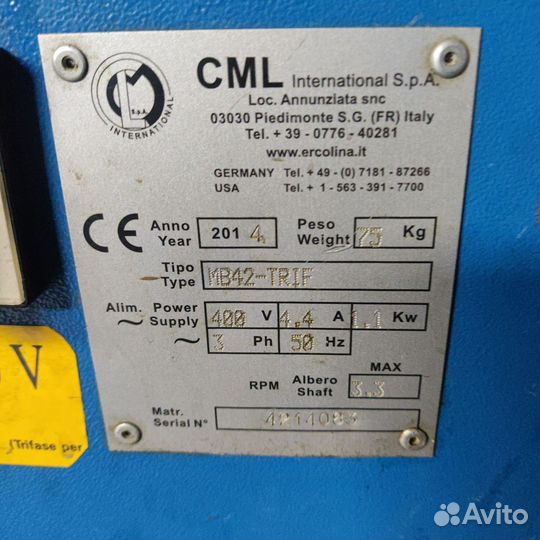 CML International S.p.A.
Loc. Annunziata snc
03030 Piedimonte S.G. (FR) Italy
Tel. + 39 - 0776 - 40281
www.ercolina.it
GERMANY Tel. + 49 - (0) 7181 - 87266
USA Tel. + 1 - 563 - 391 - 7700
S.p.A.
INTERNATIONAL
CE Anno Year 2014 Peso Weight 75 Kg
Tipo Type MB42-TRIF
Alim. ~ Power Supply 400 V 4.4 A 1.1 Kw
3 Ph 50 Hz
RPM Albero Shaft MAX 3.3
Matr. Serial N° 4214083
V
(Trifase per
Avito